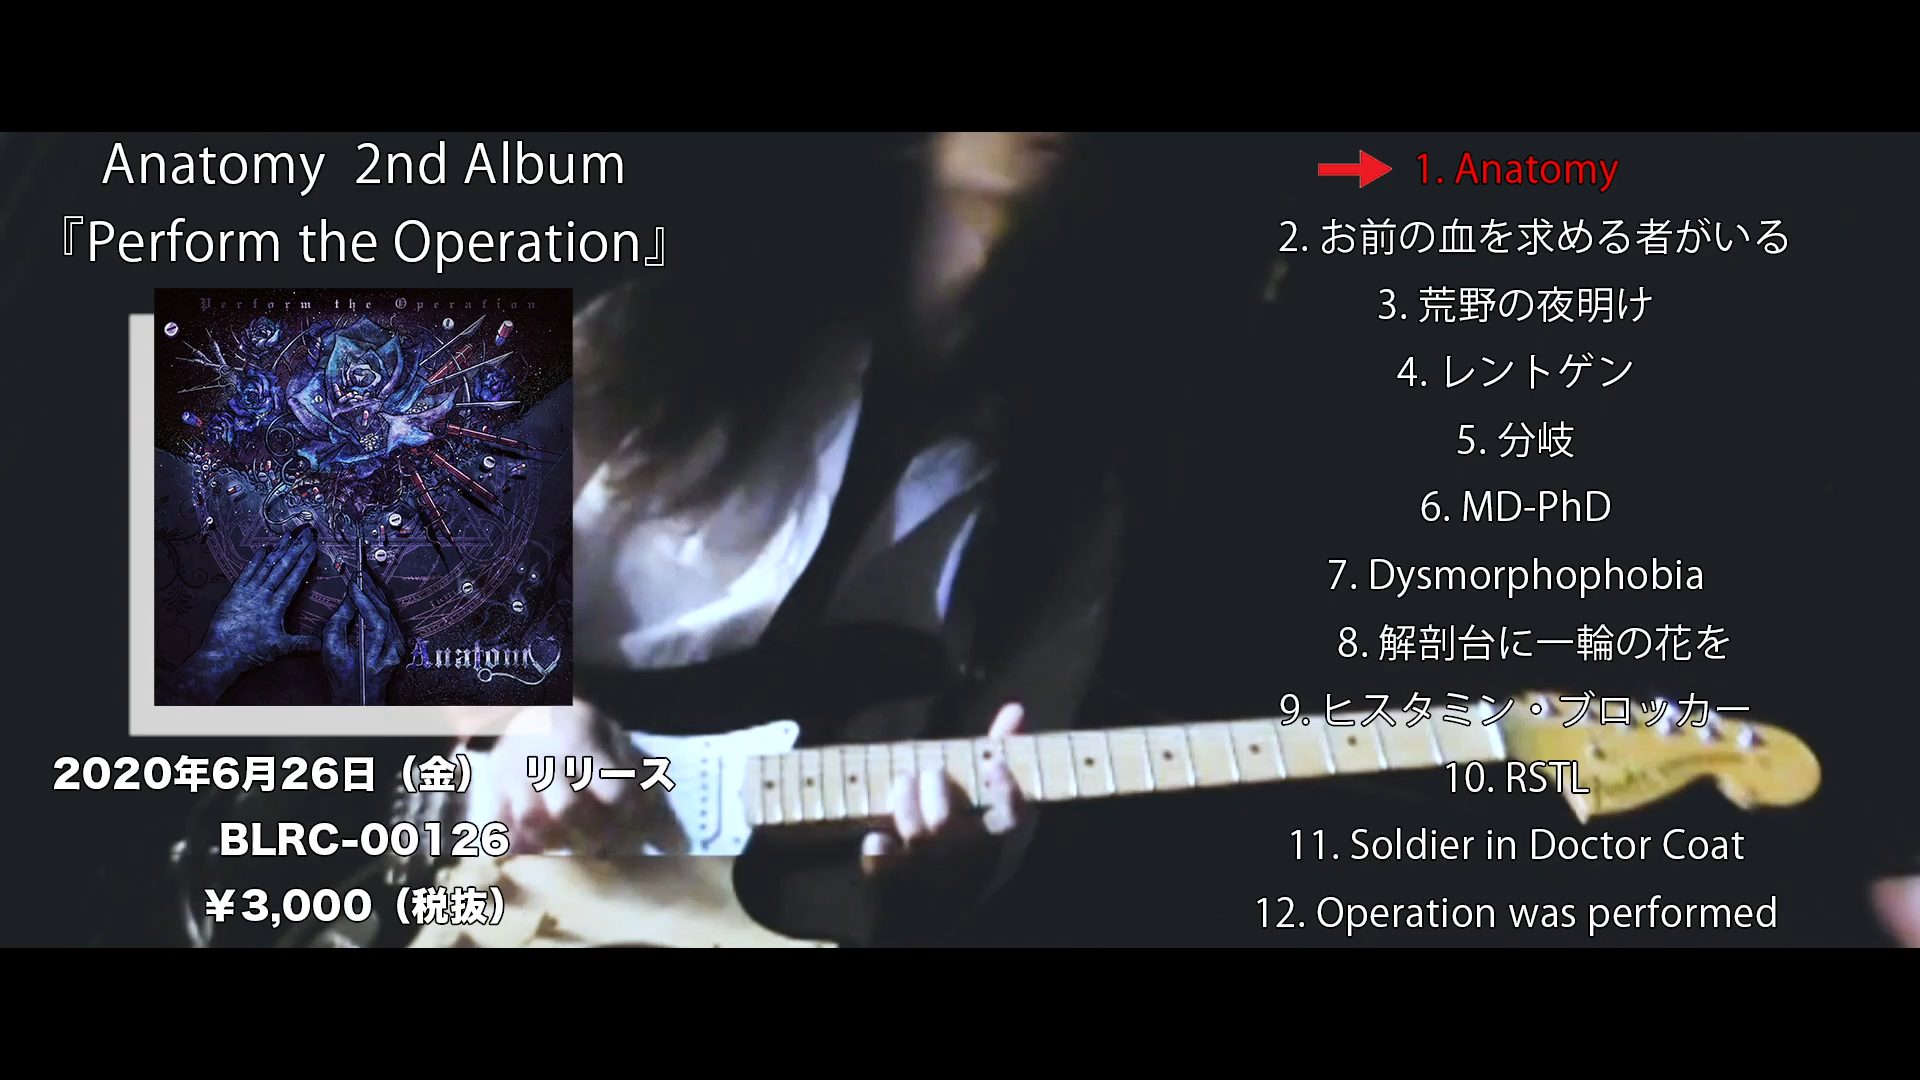 Anatomy 2nd Album
『Perform the Operation』
Perform the Operation
Anatomy
2020年6月26日（金） リリース
BLRC-00126
￥3,000（税抜）
1. Anatomy
2. お前の血を求める者がいる
3. 荒野の夜明け
4. レントゲン
5. 分岐
6. MD-PhD
7. Dysmorphophobia
8. 解剖台に一輪の花を
9. ヒスタミン・ブロッカー
10. RSTL
11. Soldier in Doctor Coat
12. Operation was performed